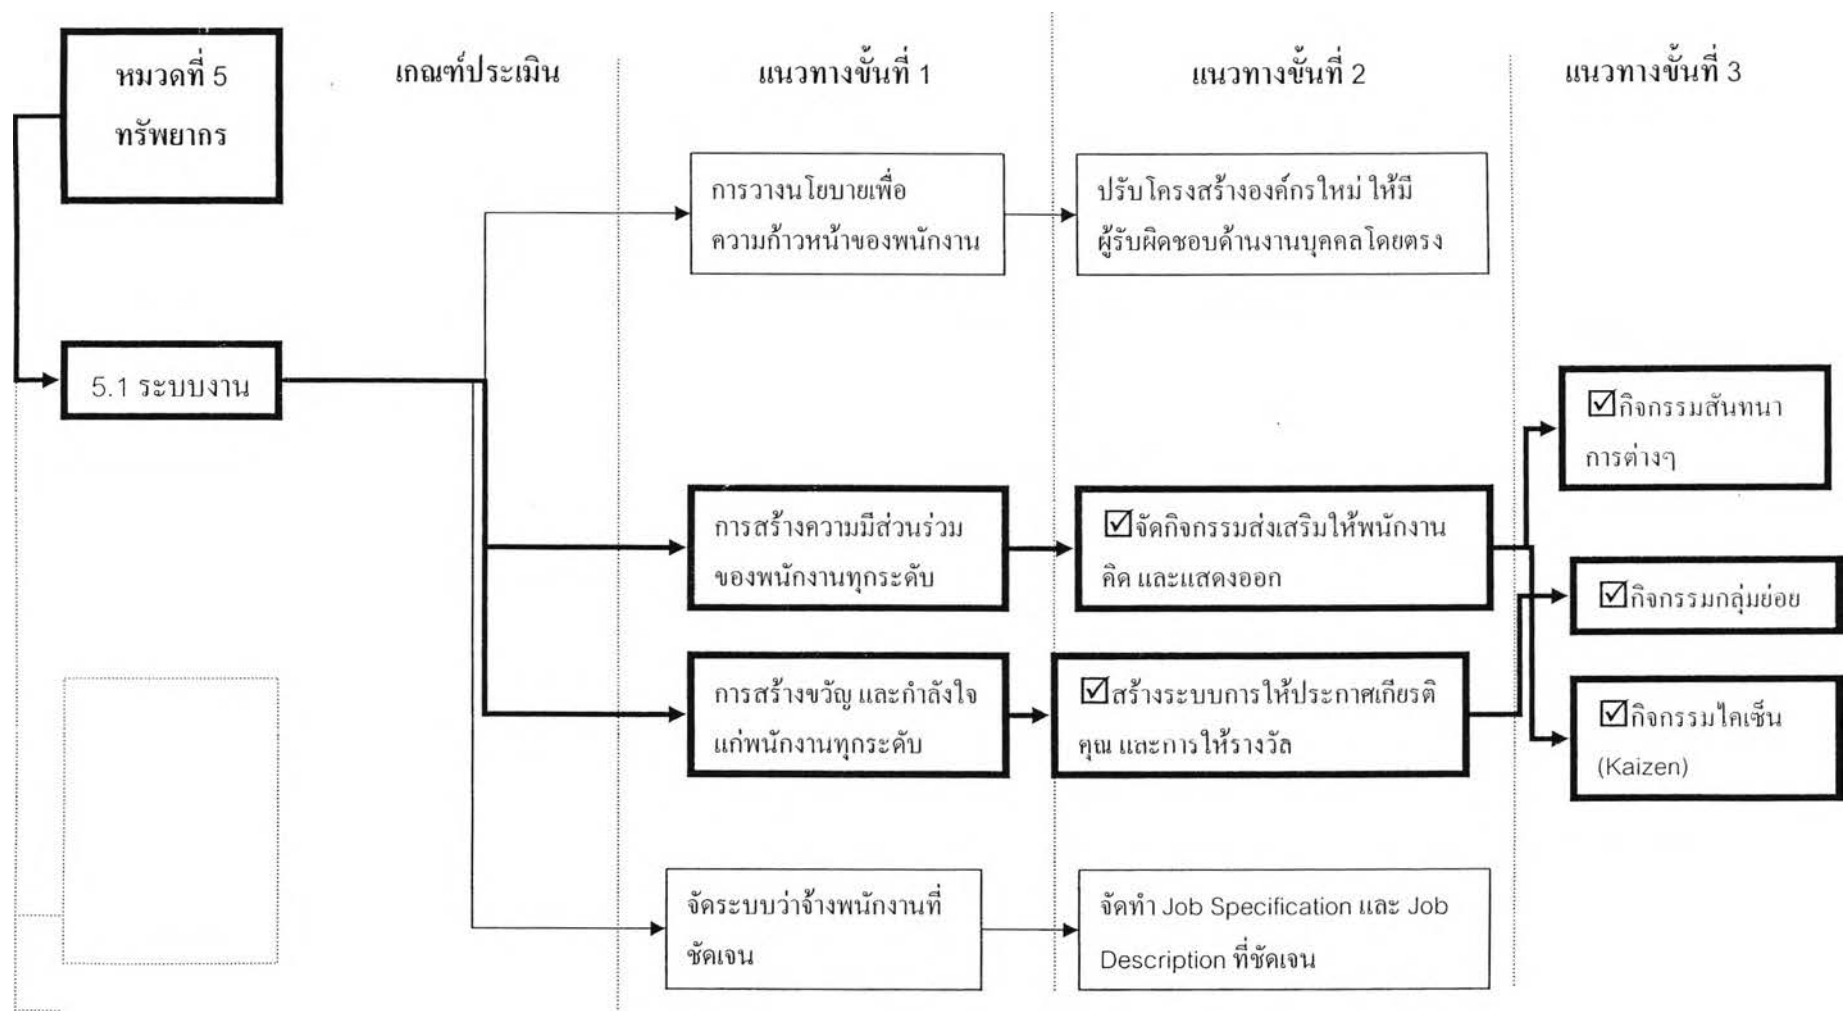 หมวดที่ 5
ทรัพยากร
เกณฑ์ประเมิน
แนวทางขั้นที่ 1
แนวทางขั้นที่ 2
แนวทางขั้นที่ 3
การวางนโยบายเพื่อ
ความก้าวหน้าของพนักงาน
ปรับโครงสร้างองค์กรใหม่ ให้มี
ผู้รับผิดชอบด้านงานบุคคลโดยตรง
5.1 ระบบงาน
☑กิจกรรมสันทนา
การต่างๆ
การสร้างความมีส่วนร่วม
ของพนักงานทุกระดับ
☑จัดกิจกรรมส่งเสริมให้พนักงาน
คิด และแสดงออก
☑กิจกรรมกลุ่มย่อย
การสร้างขวัญ และกำลังใจ
แก่พนักงานทุกระดับ
☑สร้างระบบการให้ประกาศเกียรติ
คุณ และการให้รางวัล
☑กิจกรรมไคเซ็น
(Kaizen)
จัดระบบว่าจ้างพนักงานที่
ชัดเจน
จัดทำ Job Specification และ Job
Description ที่ชัดเจน